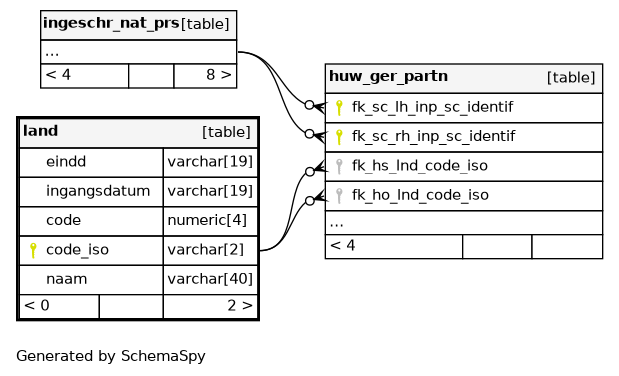 ingeschr_nat_prs [table]
...
< 4 8 >
land [table]
eindd varchar[19]
ingangsdatum varchar[19]
code numeric[4]
code_iso varchar[2]
naam varchar[40]
< 0 2 >
huw_ger_partn [table]
fk_sc_lh_inp_sc_identif
fk_sc_rh_inp_sc_identif
fk_hs_lnd_code_iso
fk_ho_lnd_code_iso
...
< 4
Generated by SchemaSpy